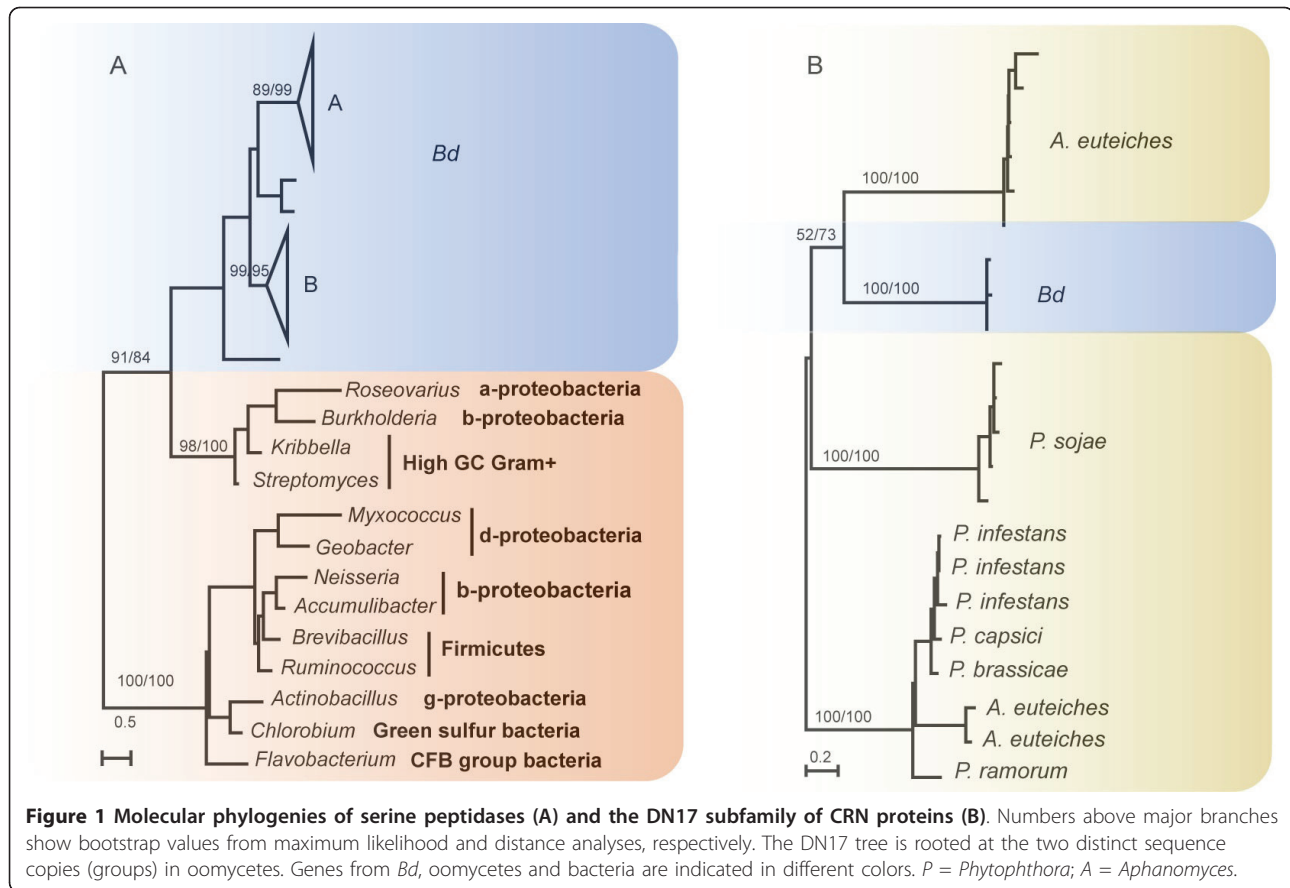 A
89/99
A
Bd
99/95
B
91/84
Roseovarius a-proteobacteria
Burkholderia b-proteobacteria
98/100
Kribbella
High GC Gram+
Streptomyces
Myxococcus
d-proteobacteria
Geobacter
Neisseria
b-proteobacteria
Accumulibacter
Brevibacillus
Firmicutes
Ruminococcus
100/100
Actinobacillus g-proteobacteria
0.5
Chlorobium Green sulfur bacteria
Flavobacterium CFB group bacteria
B
A. euteiches
100/100
52/73
100/100
Bd
P. sojae
100/100
P. infestans
P. infestans
P. infestans
P. capsici
P. brassicae
A. euteiches
100/100
A. euteiches
0.2
P. ramorum
Figure 1 Molecular phylogenies of serine peptidases (A) and the DN17 subfamily of CRN proteins (B). Numbers above major branches
show bootstrap values from maximum likelihood and distance analyses, respectively. The DN17 tree is rooted at the two distinct sequence
copies (groups) in oomycetes. Genes from Bd, oomycetes and bacteria are indicated in different colors. P = Phytophthora; A = Aphanomyces.